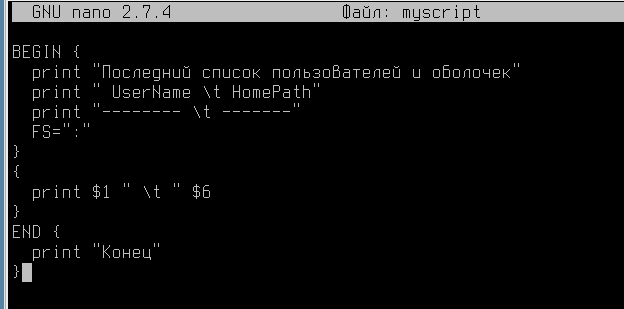 GNU nano 2.7.4 Файл: myscript
BEGIN {
print "Последний список пользователей и оболочек"
print " UserName \t HomePath"
print "-------- \t -------"
FS=":"
}
{
print $1 " \t " $6
}
END {
print "Конец"
}